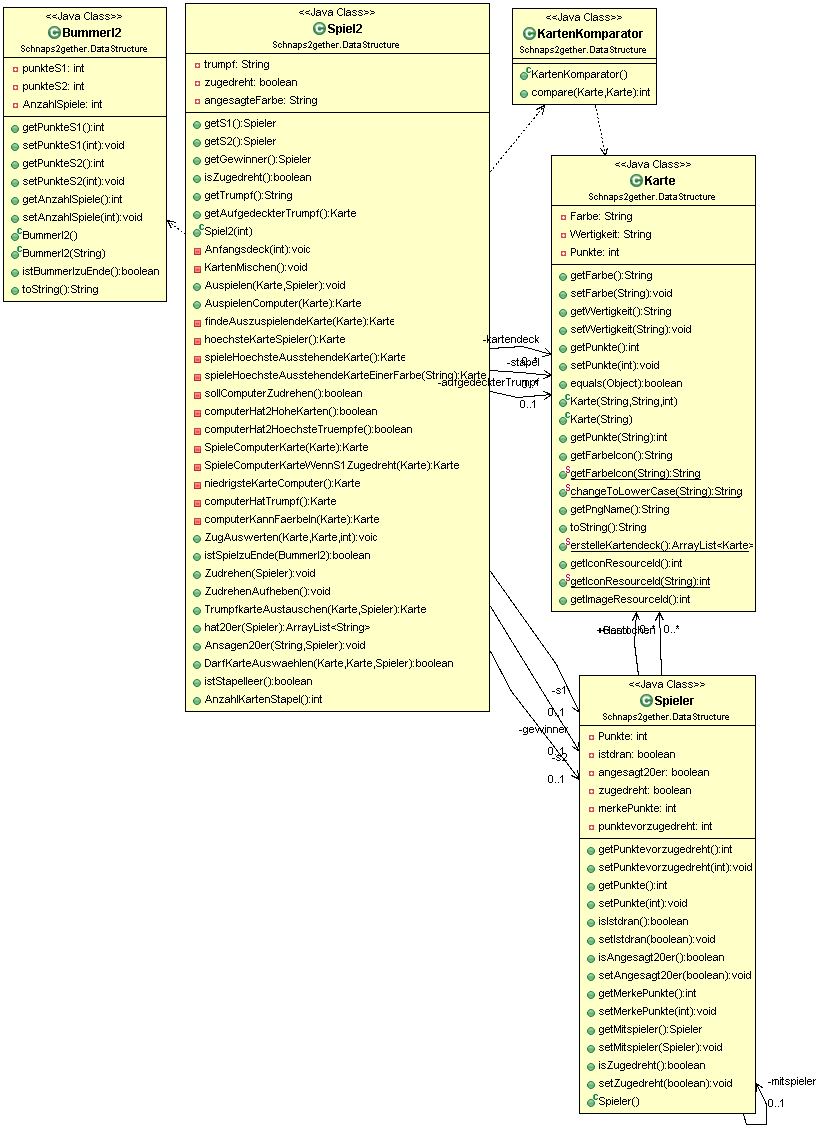 <<Java Class>>
Bummerl2
Schnaps2gether.DataStructure
punkteS1: int
punkteS2: int
AnzahlSpiele: int
getPunkteS1():int
setPunkteS1(int):void
getPunkteS2():int
setPunkteS2(int):void
getAnzahlSpiele():int
setAnzahlSpiele(int):void
Bummerl2()
Bummerl2(String)
istBummerlzuEnde():boolean
toString():String
<<Java Class>>
Spiel2
Schnaps2gether.DataStructure
trumpf: String
zugedreht: boolean
angesagteFarbe: String
getS1():Spieler
getS2():Spieler
getGewinner():Spieler
isZugedreht():boolean
getTrumpf():String
getAufgedeckterTrumpf():Karte
Spiel2(int)
Anfangsdeck(int):void
KartenMischen():void
Auspielen(Karte,Spieler):void
AuspielenComputer(Karte):Karte
findeAuszuspielendeKarte(Karte):Karte
hoechsteKarteSpieler():Karte
spieleHoechsteAusstehendeKarte():Karte
spieleHoechsteAusstehendeKarteEinerFarbe(String):Karte
sollComputerZudrehen():boolean
computerHat2HoheKarten():boolean
computerHat2HoechsteTruempfe():boolean
SpieleComputerKarte(Karte):Karte
SpieleComputerKarteWennS1Zugedreht(Karte):Karte
niedrigsteKarteComputer():Karte
computerHatTrumpf():Karte
computerKannFaerbeln(Karte):Karte
ZugAuswerten(Karte,Karte,int):void
istSpielzuEnde(Bummerl2):boolean
Zudrehen(Spieler):void
ZudrehenAufheben():void
TrumpfkarteAustauschen(Karte,Spieler):Karte
hat20er(Spieler):ArrayList<String>
Ansagen20er(String,Spieler):void
DarfKarteAuswaehlen(Karte,Karte,Spieler):boolean
istStapelleer():boolean
AnzahlKartenStapel():int
<<Java Class>>
KartenKomparator
Schnaps2gether.DataStructure
KartenKomparator()
compare(Karte,Karte):int
<<Java Class>>
Karte
Schnaps2gether.DataStructure
Farbe: String
Wertigkeit: String
Punkte: int
getFarbe():String
setFarbe(String):void
getWertigkeit():String
setWertigkeit(String):void
getPunkte():int
setPunkte(int):void
equals(Object):boolean
Karte(String,String,int)
Karte(String)
getPunkte(String):int
getFarbeIcon():String
getFarbeIcon(String):String
changeToLowerCase(String):String
getPngName():String
toString():String
erstelleKartendeck():ArrayList<Karte>
getIconResourceId():int
getIconResourceId(String):int
getImageResourceId():int
-kartendeck
0..*
-stapel
0..*
-aufgedeckterTrumpf
0..1
0..*
0..*
-s1
0..1
-gewinner
0..1
-s2
0..1
<<Java Class>>
Spieler
Schnaps2gether.DataStructure
Punkte: int
istdran: boolean
angesagt20er: boolean
zugedreht: boolean
merkePunkte: int
punktevorzugedreht: int
getPunktevorzugedreht():int
setPunktevorzugedreht(int):void
getPunkte():int
setPunkte(int):void
isIstdran():boolean
setIstdran(boolean):void
isAngesagt20er():boolean
setAngesagt20er(boolean):void
getMerkePunkte():int
setMerkePunkte(int):void
getMitspieler():Spieler
setMitspieler(Spieler):void
isZugedreht():boolean
setZugedreht(boolean):void
Spieler()
-mitspieler
0..1